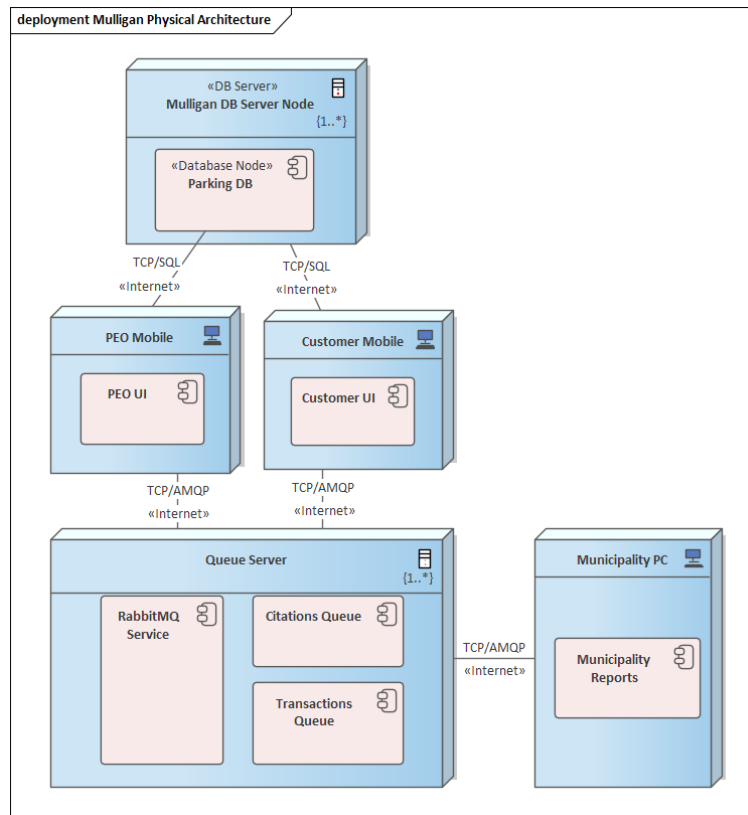 deployment Mulligan Physical Architecture
«DB Server»
Mulligan DB Server Node
{1..*}
«Database Node»
Parking DB
TCP/SQL
«Internet»
TCP/SQL
«Internet»
PEO Mobile
PEO UI
Customer Mobile
Customer UI
TCP/AMQP
«Internet»
TCP/AMQP
«Internet»
Queue Server
{1..*}
RabbitMQ
Service
Citations Queue
Transactions
Queue
TCP/AMQP
«Internet»
Municipality PC
Municipality
Reports